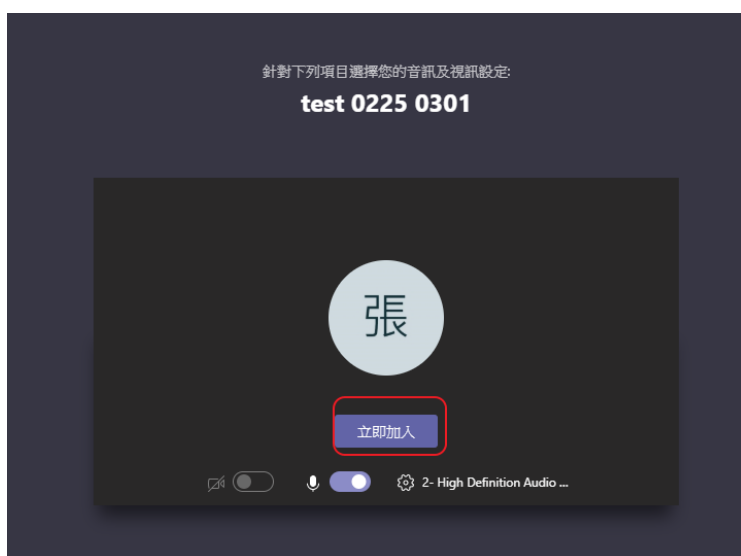 針對下列項目選擇您的音訊及視訊設定:
test 0225 0301
張
立即加入
2- High Definition Audio ...